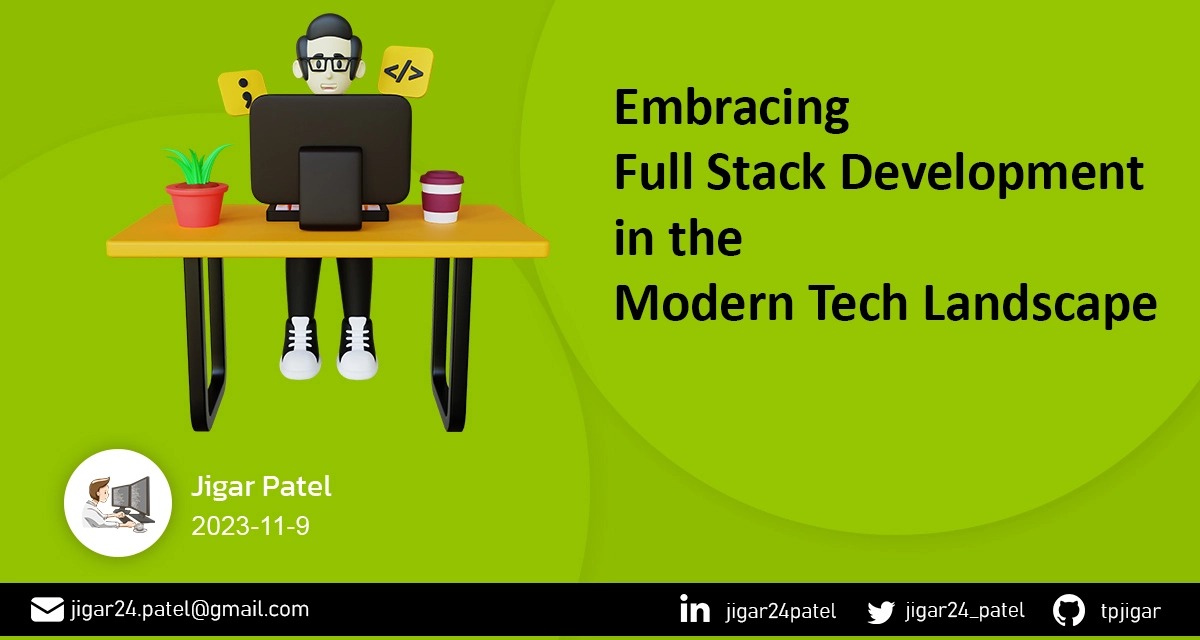 ;
</>
Embracing
Full Stack Development
in the
Modern Tech Landscape
Jigar Patel
2023-11-9
jigar24.patel@gmail.com
in jigar24patel
jigar24_patel
tpjigar